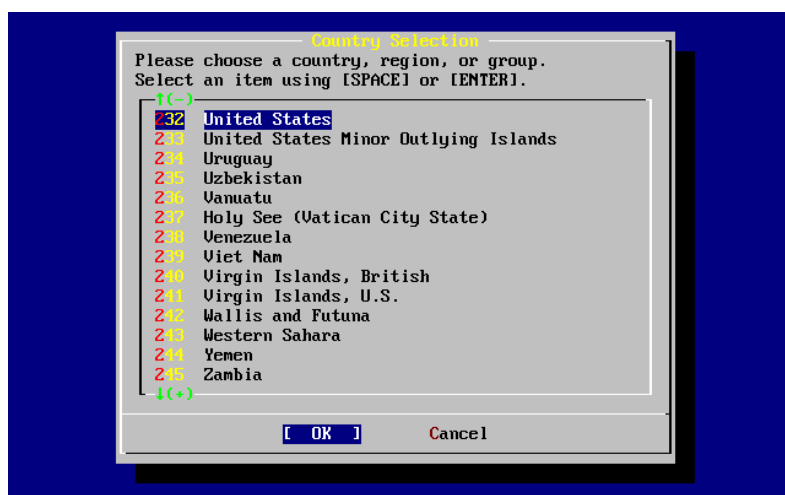 Country Selection
Please choose a country, region, or group.
Select an item using [SPACE] or [ENTER].
↑(-)
232 United States
233 United States Minor Outlying Islands
234 Uruguay
235 Uzbekistan
236 Vanuatu
237 Holy See (Vatican City State)
238 Venezuela
239 Viet Nam
240 Virgin Islands, British
241 Virgin Islands, U.S.
242 Wallis and Futuna
243 Western Sahara
244 Yemen
245 Zambia
↓(+)
[ OK ] Cancel